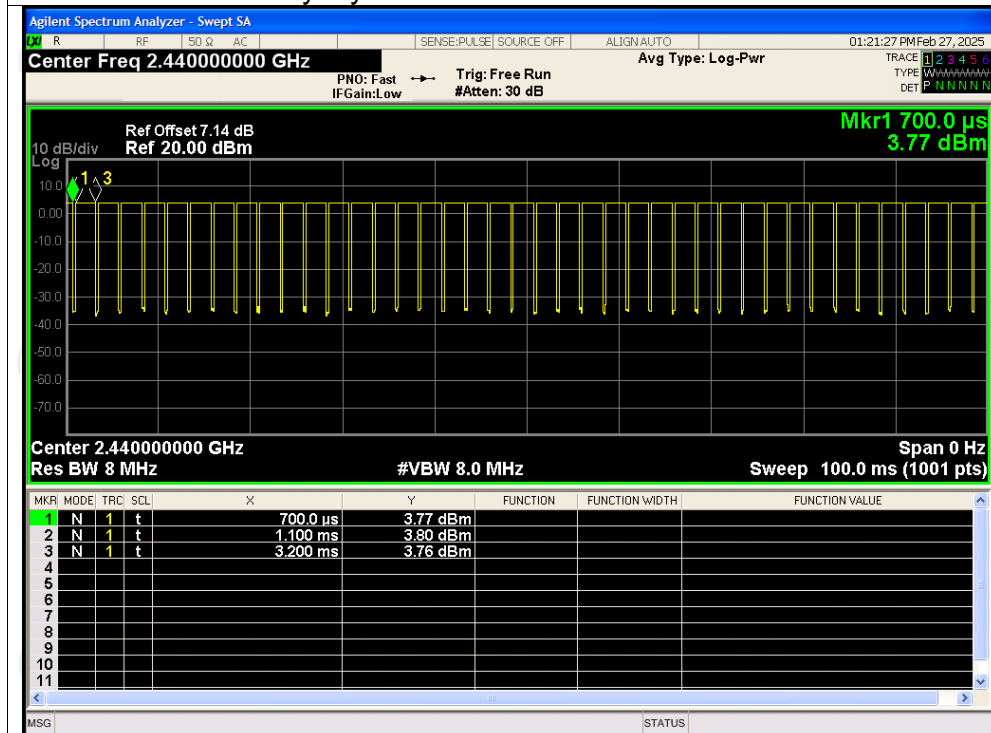 Agilent Spectrum Analyzer - Swept SA
LXI R RF 50 Ω AC SENSE:PULSE SOURCE OFF ALIGN AUTO 01:21:27 PM Feb 27, 2025
Center Freq 2.440000000 GHz Avg Type: Log-Pwr TRACE 1 2 3 4 5 6
PNO: Fast Trig: Free Run TYPE WWWWWW
IFGain:Low #Atten: 30 dB DET P N N N N N
Mkr1 700.0 µs
Ref Offset 7.14 dB
10 dB/div Ref 20.00 dBm 3.77 dBm
Log
1 3
10.0
0.00
-10.0
-20.0
-30.0
-40.0
-50.0
-60.0
-70.0
Center 2.440000000 GHz Span 0 Hz
Res BW 8 MHz #VBW 8.0 MHz Sweep 100.0 ms (1001 pts)
MKR MODE TRC SCL X Y FUNCTION FUNCTION WIDTH FUNCTION VALUE
1 N 1 t 700.0 µs 3.77 dBm
2 N 1 t 1.100 ms 3.80 dBm
3 N 1 t 3.200 ms 3.76 dBm
4
5
6
7
8
9
10
11
MSG STATUS